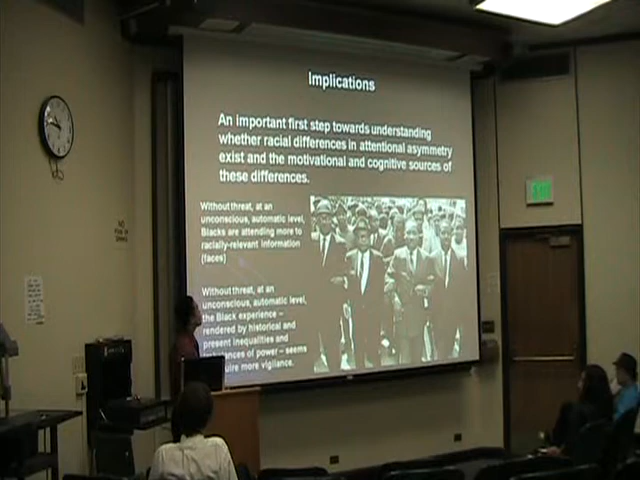 Implications
An important first step towards understanding
whether racial differences in attentional asymmetry
exist and the motivational and cognitive sources of
these differences.
Without threat, at an
unconscious, automatic level,
Blacks are attending more to
racially-relevant information
(faces)
Without threat, at an
unconscious, automatic level,
the Black experience –
rendered by historical and
present inequalities and
of power – seems
more vigilance.
NO